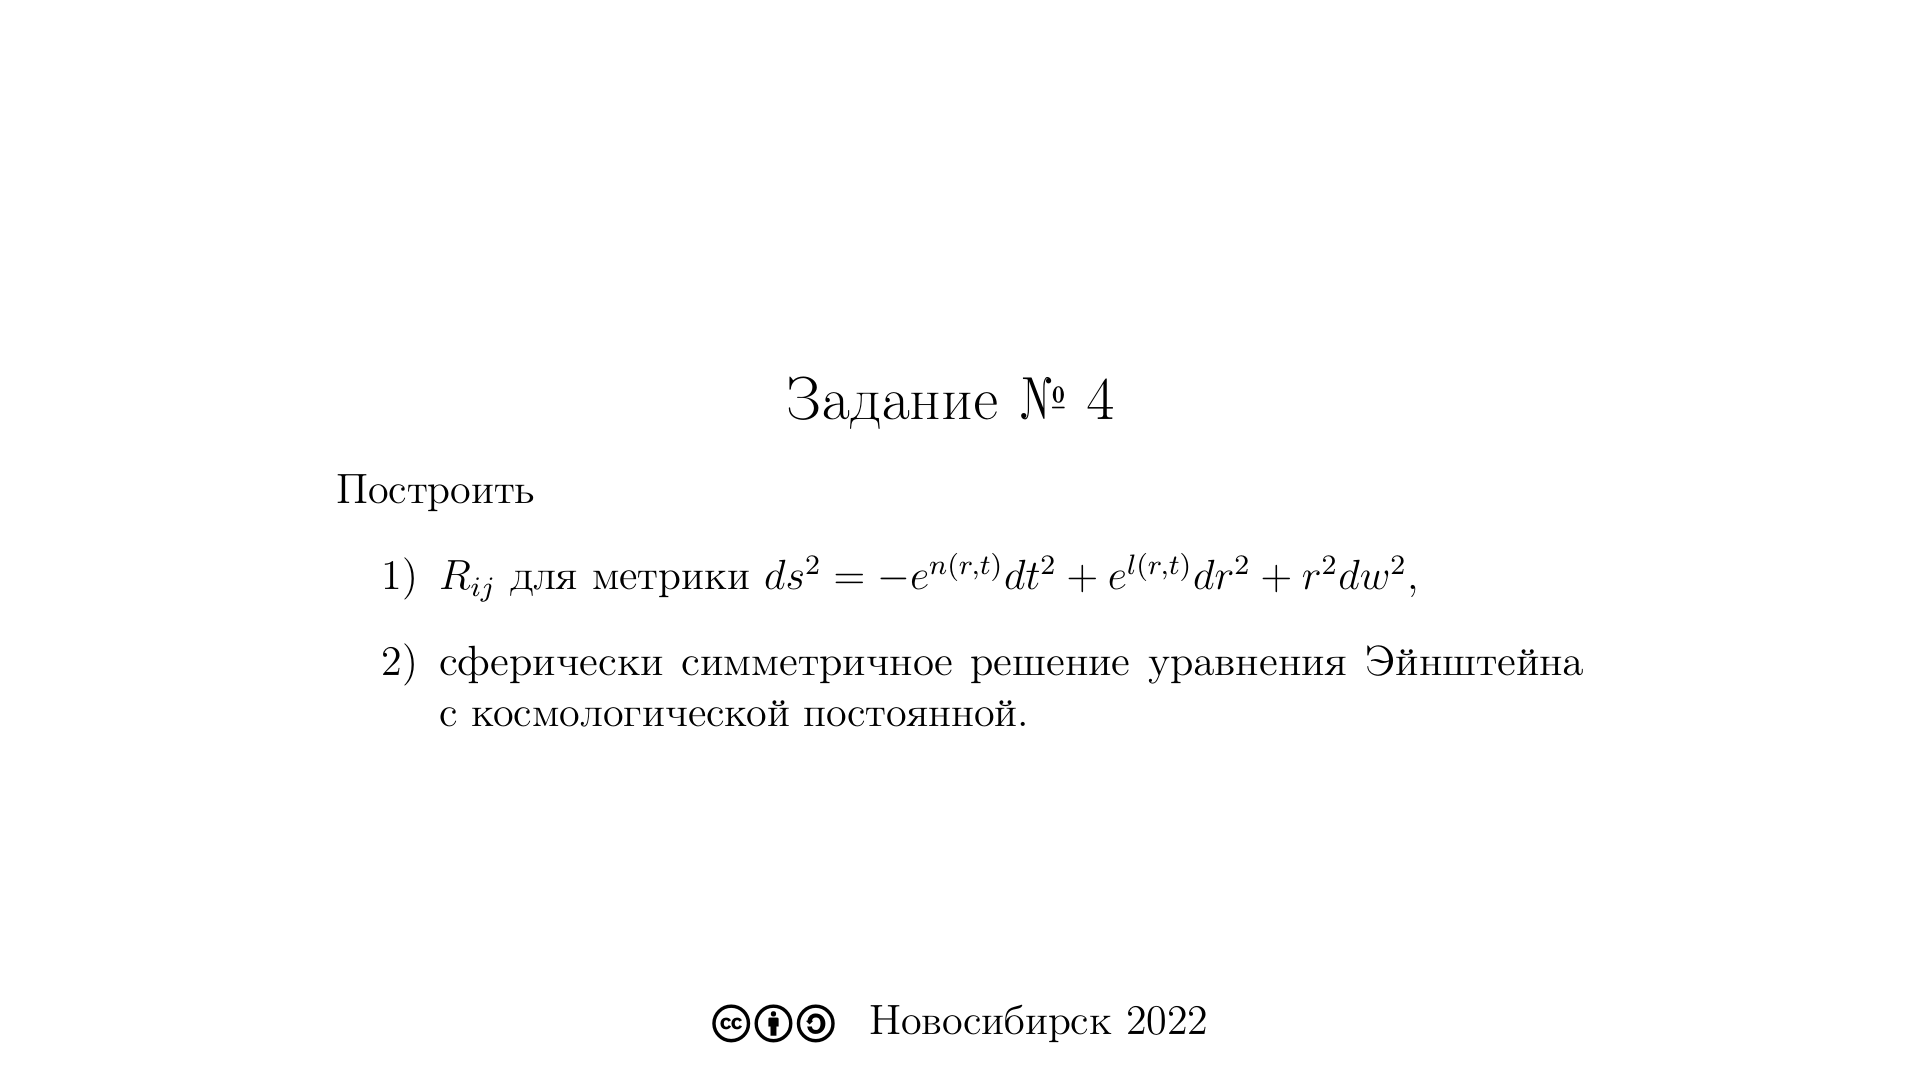 Задание № 4
Построить
1) $R_{ij}$ для метрики $ds^2 = -e^{n(r,t)}dt^2 + e^{l(r,t)}dr^2 + r^2dw^2$,
2) сферически симметричное решение уравнения Эйнштейна
с космологической постоянной.
cc Новосибирск 2022